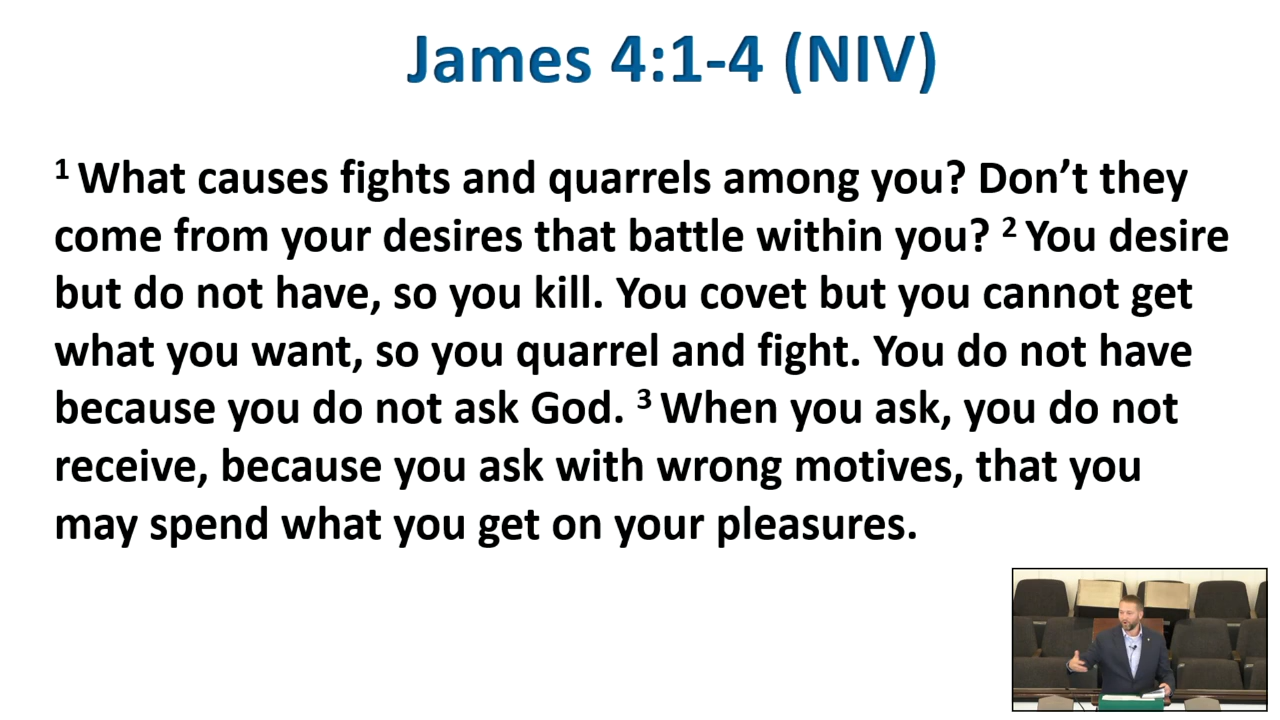 James 4:1-4 (NIV)
1 What causes fights and quarrels among you? Don’t they
come from your desires that battle within you? 2 You desire
but do not have, so you kill. You covet but you cannot get
what you want, so you quarrel and fight. You do not have
because you do not ask God. 3 When you ask, you do not
receive, because you ask with wrong motives, that you
may spend what you get on your pleasures.